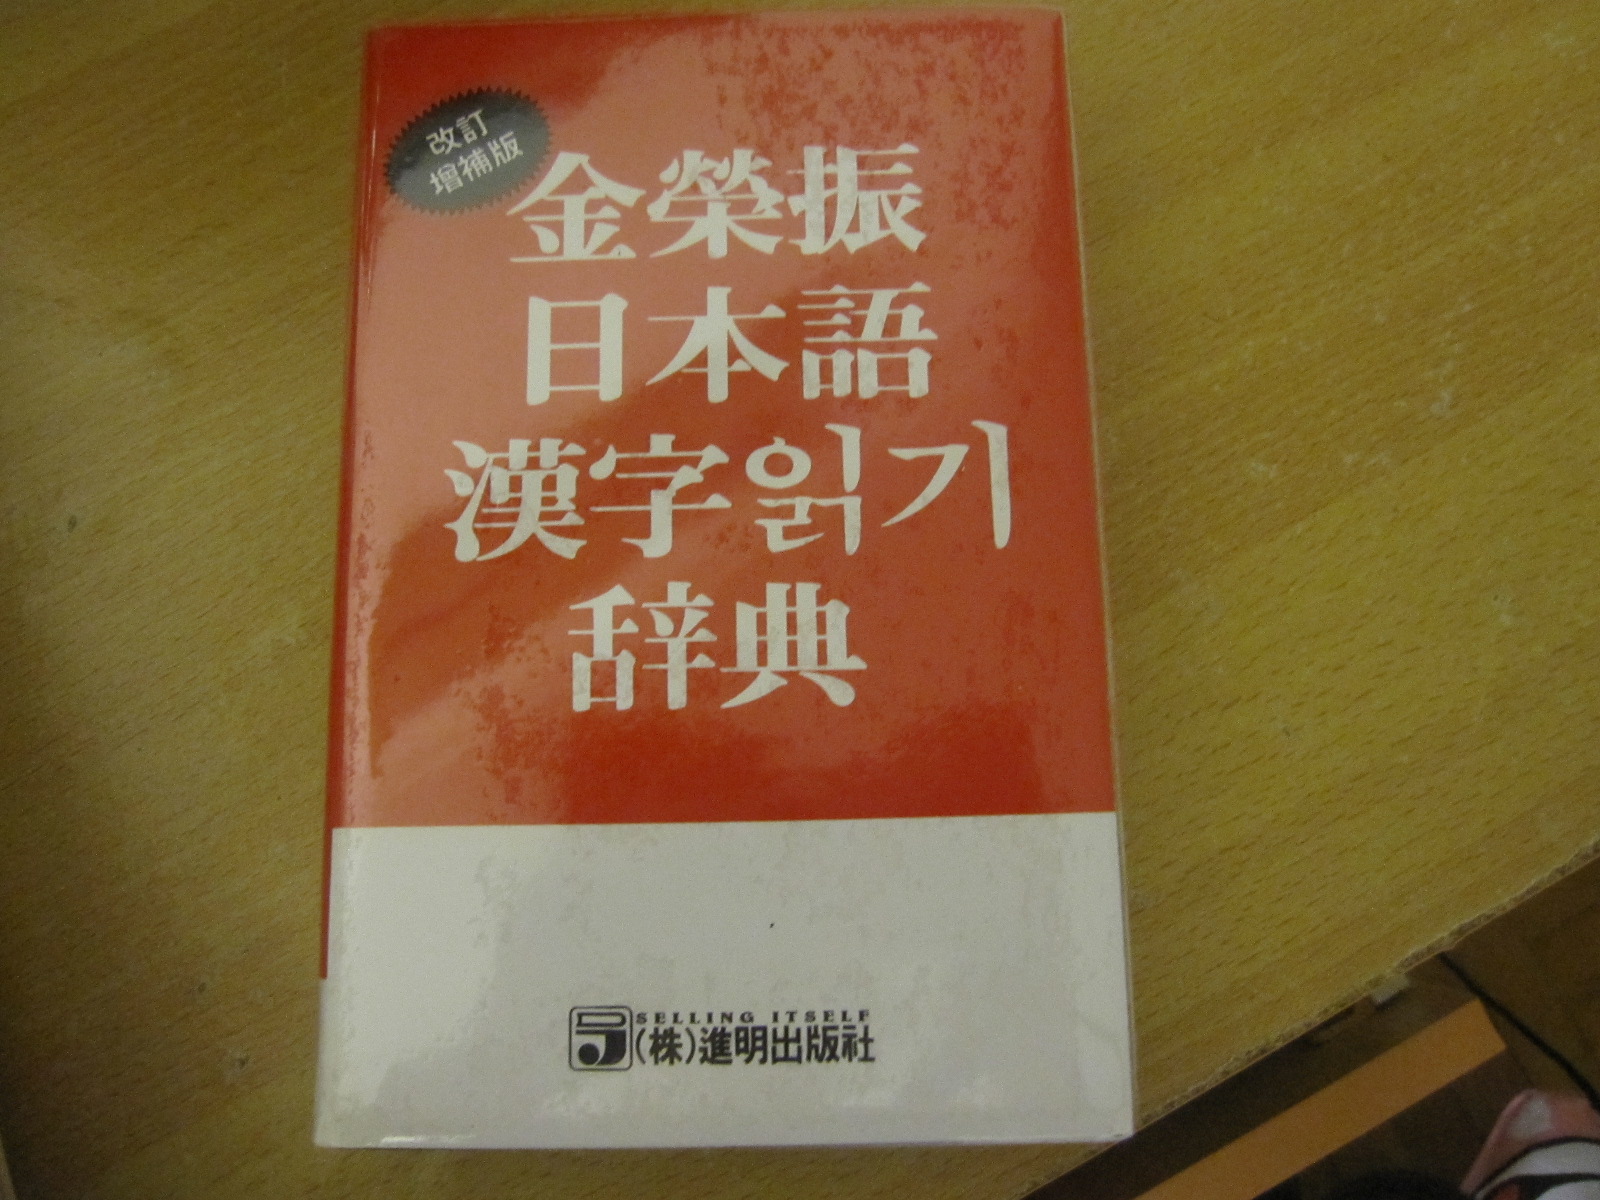 改訂
增補版
金榮振
日本語
漢字읽기
辞典
SELLING ITSELF
(株)進明出版社